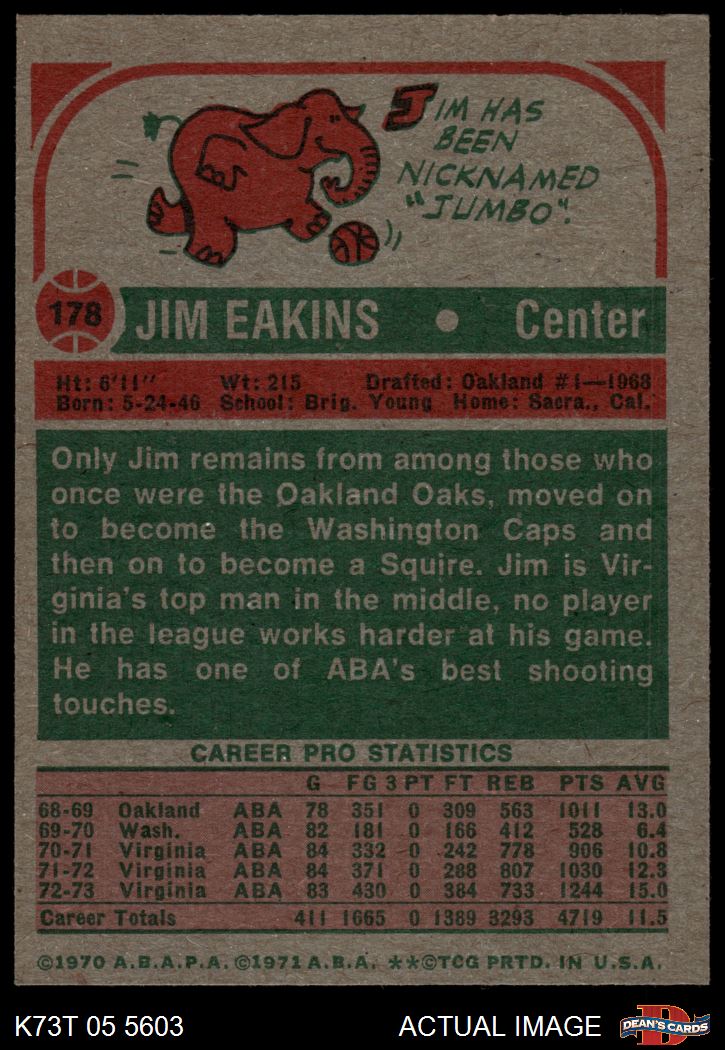 JIM HAS
BEEN
NICKNAMED
"JUMBO".
178 JIM EAKINS • Center
Ht: 6'11" Wt: 215 Drafted: Oakland #1—1968
Born: 5-24-46 School: Brig. Young Home: Sacra., Cal.
Only Jim remains from among those who
once were the Oakland Oaks, moved on
to become the Washington Caps and
then on to become a Squire. Jim is Vir-
ginia's top man in the middle, no player
in the league works harder at his game.
He has one of ABA's best shooting
touches.
CAREER PRO STATISTICS
G FG 3 PT FT REB PTS AVG
68-69 Oakland ABA 78 351 0 309 563 1011 13.0
69-70 Wash. ABA 82 181 0 166 412 528 6.4
70-71 Virginia ABA 84 332 0 242 778 906 10.8
71-72 Virginia ABA 84 371 0 288 807 1030 12.3
72-73 Virginia ABA 83 430 0 384 733 1244 15.0
Career Totals 411 1665 0 1389 3293 4719 11.5
©1970 A.B.A.P.A. ©1971 A.B.A. **©TCG PRTD. IN U.S.A.
K73T 05 5603 ACTUAL IMAGE DEAN'S CARDS